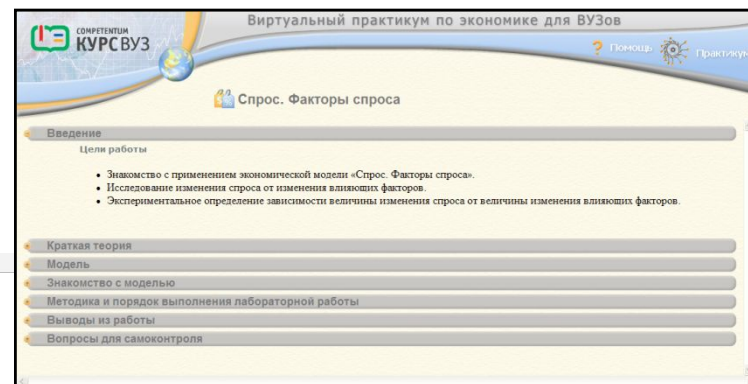 COMPETENTUM
КУРС ВУЗ
Виртуальный практикум по экономике для ВУЗов
? Помощь
Практикум
Спрос. Факторы спроса
Введение
Цели работы
• Знакомство с применением экономической модели «Спрос. Факторы спроса».
• Исследование изменения спроса от изменения влияющих факторов.
• Экспериментальное определение зависимости величины изменения спроса от величины изменения влияющих факторов.
Краткая теория
Модель
Знакомство с моделью
Методика и порядок выполнения лабораторной работы
Выводы из работы
Вопросы для самоконтроля